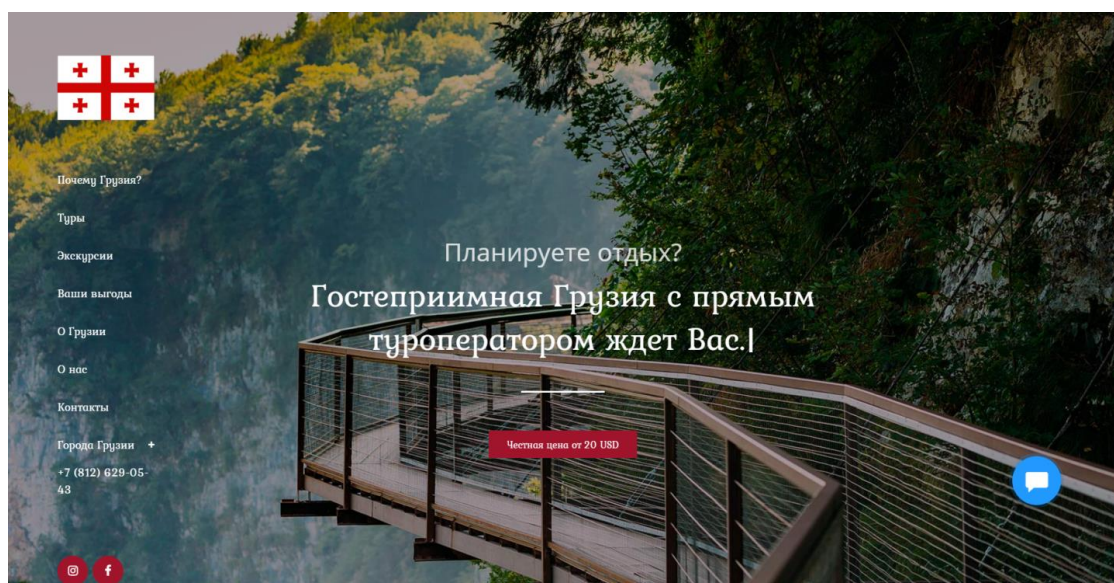 Почему Грузия?
Туры
Экскурсии
Ваши выгоды
О Грузии
О нас
Контакты
Города Грузии +
+7 (812) 629-05-
43
Планируете отдых?
Гостеприимная Грузия с прямым
туроператором ждет Вас.|
Честная цена от 20 USD